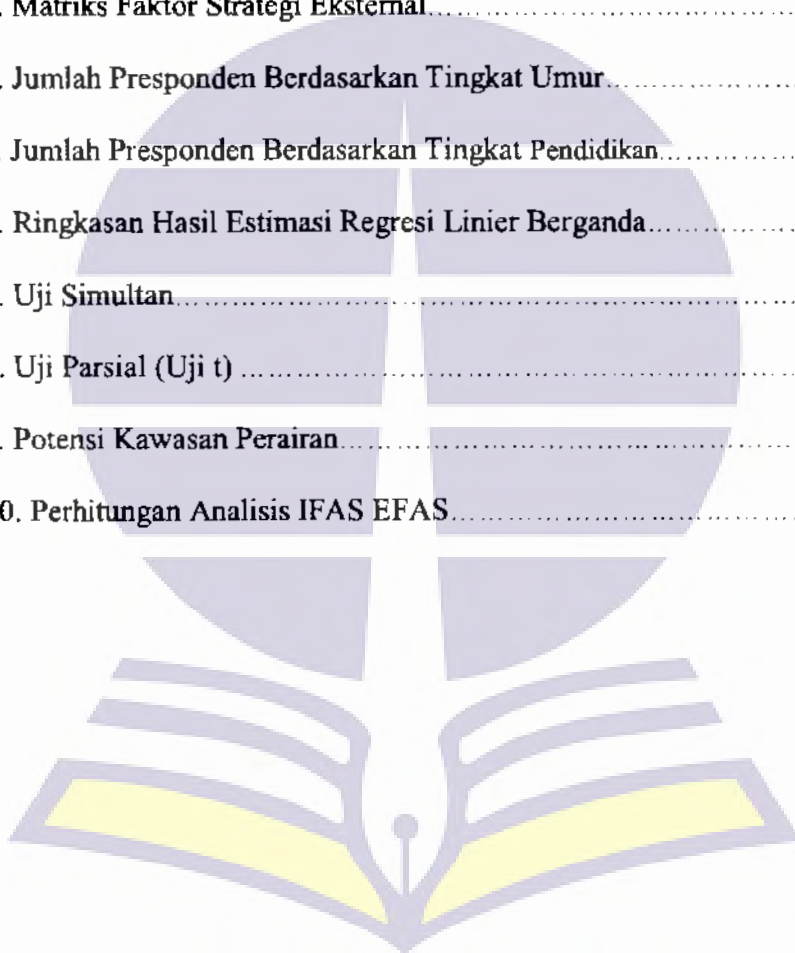 . Matriks Faktor Strategi Eksternal........................................
. Jumlah Presponden Berdasarkan Tingkat Umur....................
. Jumlah Presponden Berdasarkan Tingkat Pendidikan...............
. Ringkasan Hasil Estimasi Regresi Linier Berganda................
. Uji Simultan.................................................................
. Uji Parsial (Uji t) .........................................................
. Potensi Kawasan Perairan................................................
0. Perhitungan Analisis IFAS EFAS.....................................